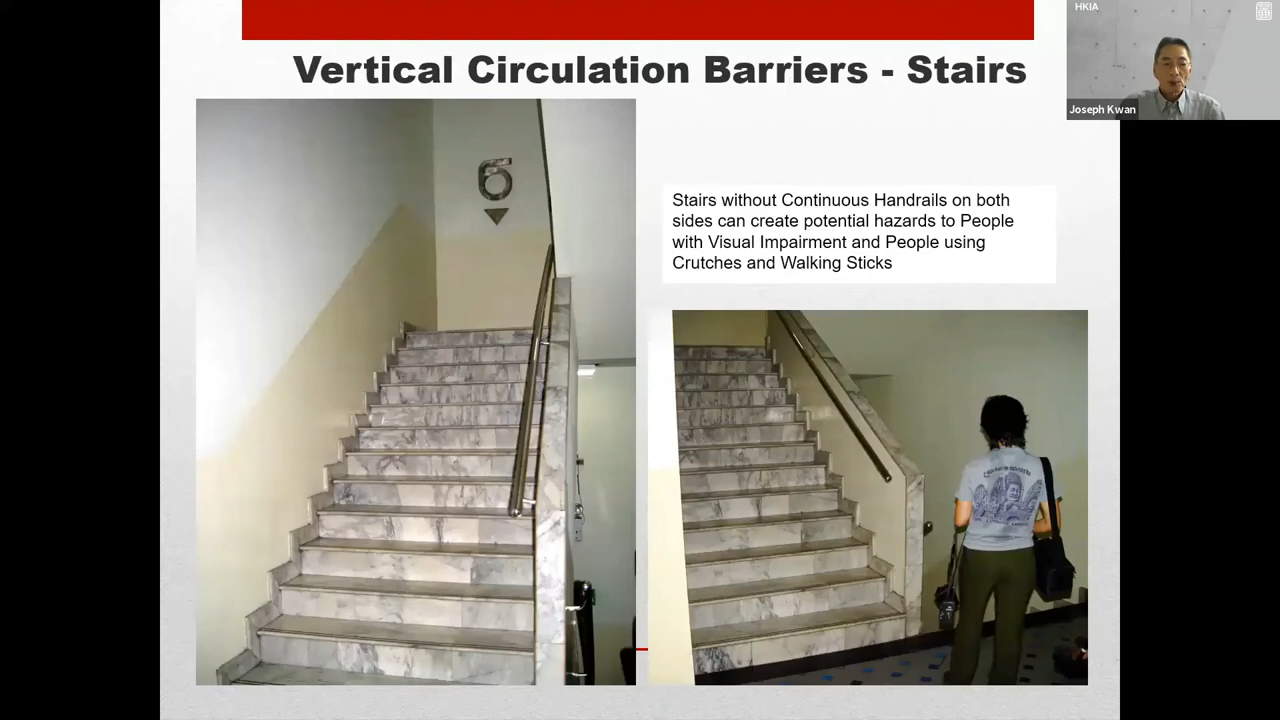 HKIA
Vertical Circulation Barriers - Stairs
Joseph Kwan
6
Stairs without Continuous Handrails on both
sides can create potential hazards to People
with Visual Impairment and People using
Crutches and Walking Sticks